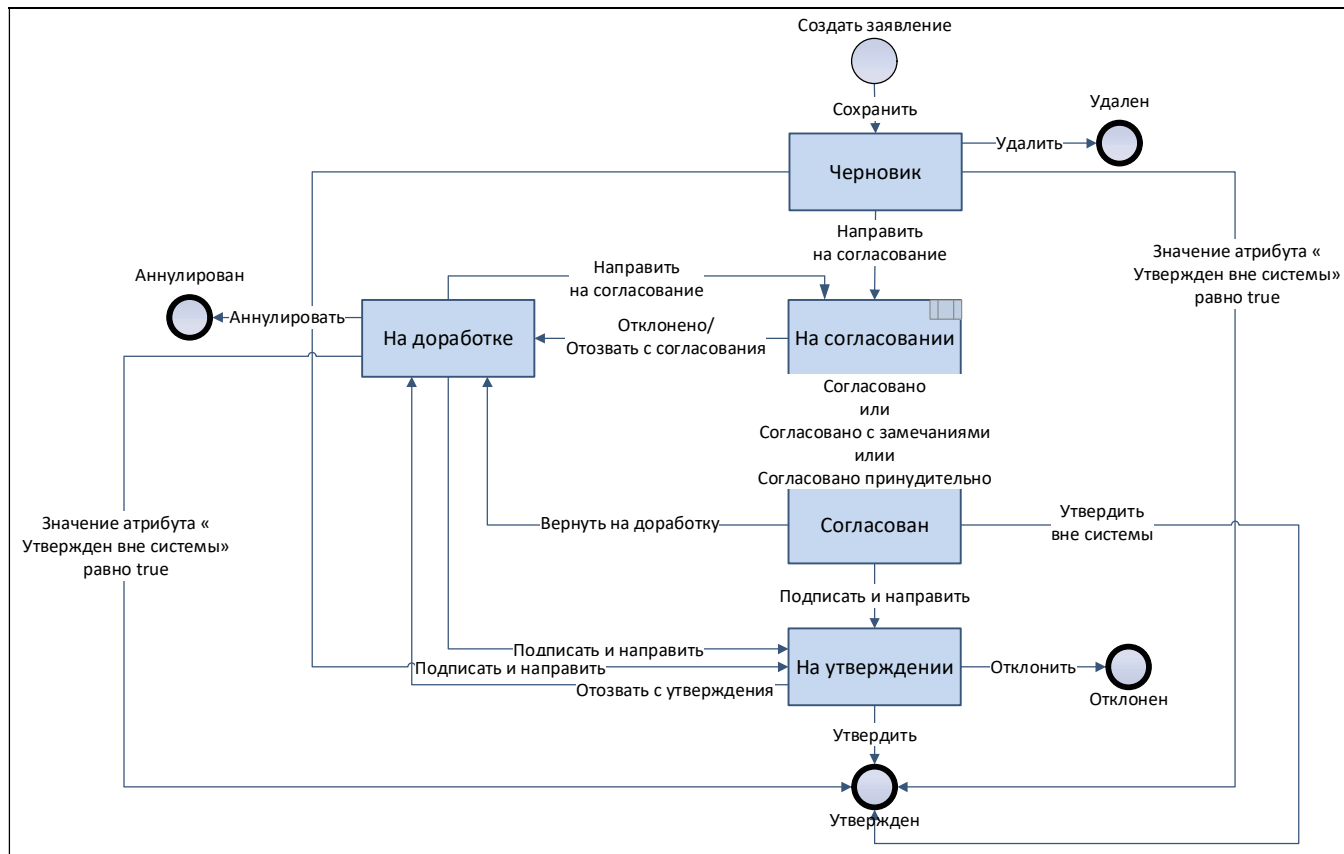 Создать заявление
Сохранить
Удален
Удалить
Черновик
Направить
на согласование
Значение атрибута «
Утвержден вне системы»
равно true
Аннулирован
Направить
на согласование
Аннулировать
На доработке
Отклонено/
Отозвать с согласования
На согласовании
Согласовано
или
Согласовано с замечаниями
илии
Согласовано принудительно
Значение атрибута «
Утвержден вне системы»
равно true
Вернуть на доработку
Согласован
Утвердить
вне системы
Подписать и направить
Подписать и направить
Подписать и направить
Отозвать с утверждения
На утверждении
Отклонить
Отклонен
Утвердить
Утвержден